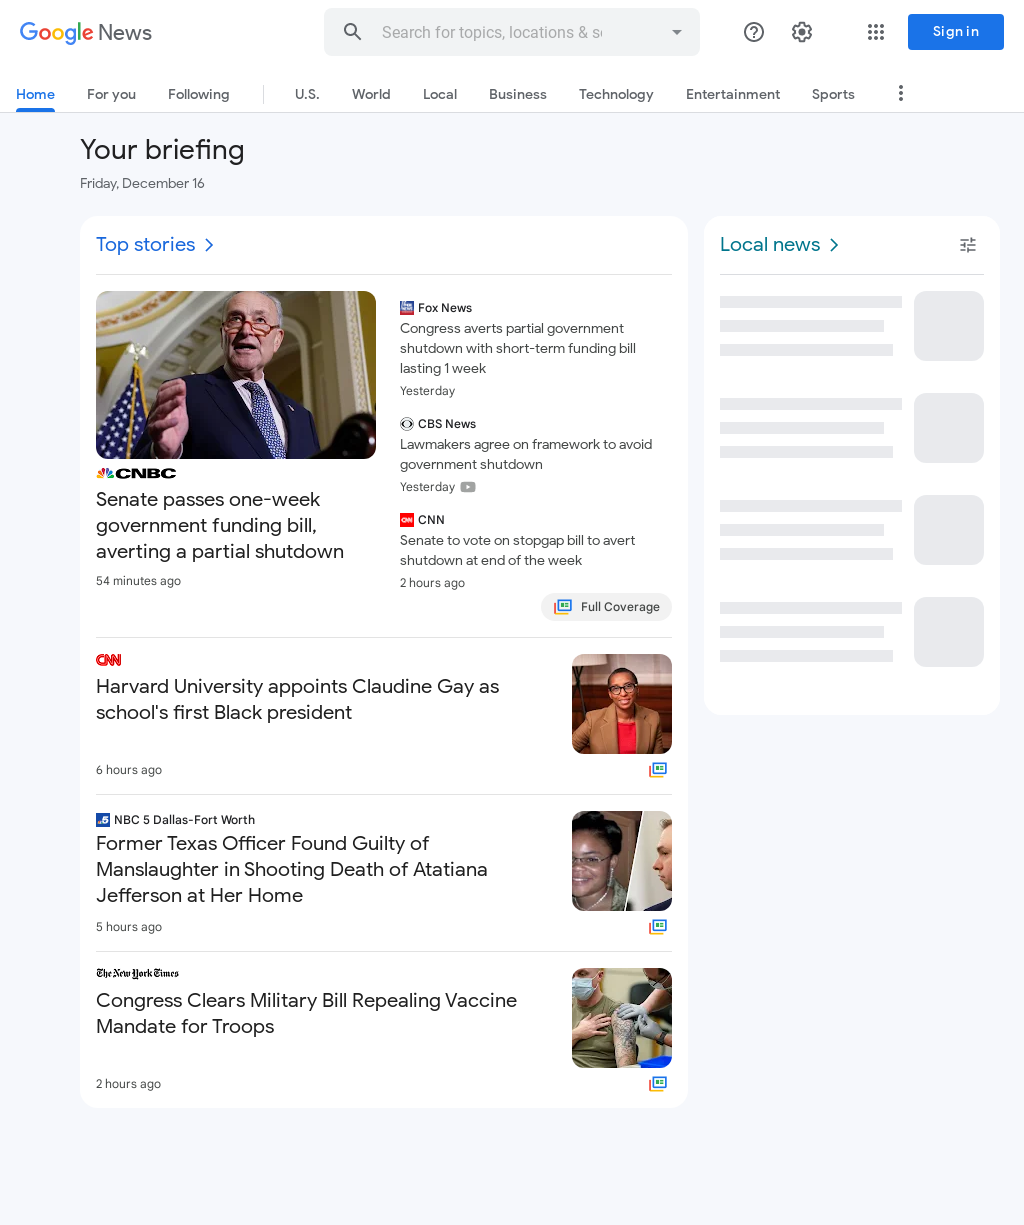 Google News
Search for topics, locations & s
Sign in
Home
For you
Following
U.S.
World
Local
Business
Technology
Entertainment
Sports
Your briefing
Friday, December 16
Top stories
Local news
CNBC
Senate passes one-week
government funding bill,
averting a partial shutdown
54 minutes ago
Fox News
Congress averts partial government
shutdown with short-term funding bill
lasting 1 week
Yesterday
CBS News
Lawmakers agree on framework to avoid
government shutdown
Yesterday
CNN
CNN
Senate to vote on stopgap bill to avert
shutdown at end of the week
2 hours ago
Full Coverage
CNN
Harvard University appoints Claudine Gay as
school's first Black president
6 hours ago
5
NBC 5 Dallas-Fort Worth
Former Texas Officer Found Guilty of
Manslaughter in Shooting Death of Atatiana
Jefferson at Her Home
5 hours ago
The New York Times
Congress Clears Military Bill Repealing Vaccine
Mandate for Troops
2 hours ago